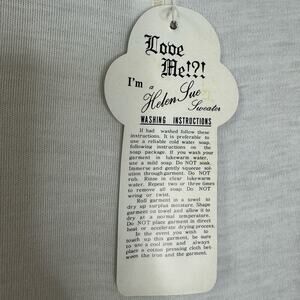 Love
Me!?!
I'm a
Helen Sue
Sweater
WASHING INSTRUCTIONS
If hand washed follow these
instructions. It is preferable to
use a reliable cold water soap,
following instructions on the
soap package. If you wash your
garment in lukewarm water,
use a mild soap. Do NOT soak.
Immerse and gently squeeze sol-
ution through garment. Do NOT
rub. Rinse in clear lukewarm
water. Repeat two or three times
to remove all soap. Do NOT
wring or twist.
Roll garment in a towel to
dry up surplus moisture. Shape
garment on towel and allow it to
dry at a normal temperature.
Do NOT place garment in direct
heat or accelerate drying process.
In the event you wish to
touch up this garment, be sure
to use a cool iron and always
place a cotton pressing cloth bet-
ween the iron and the garment.